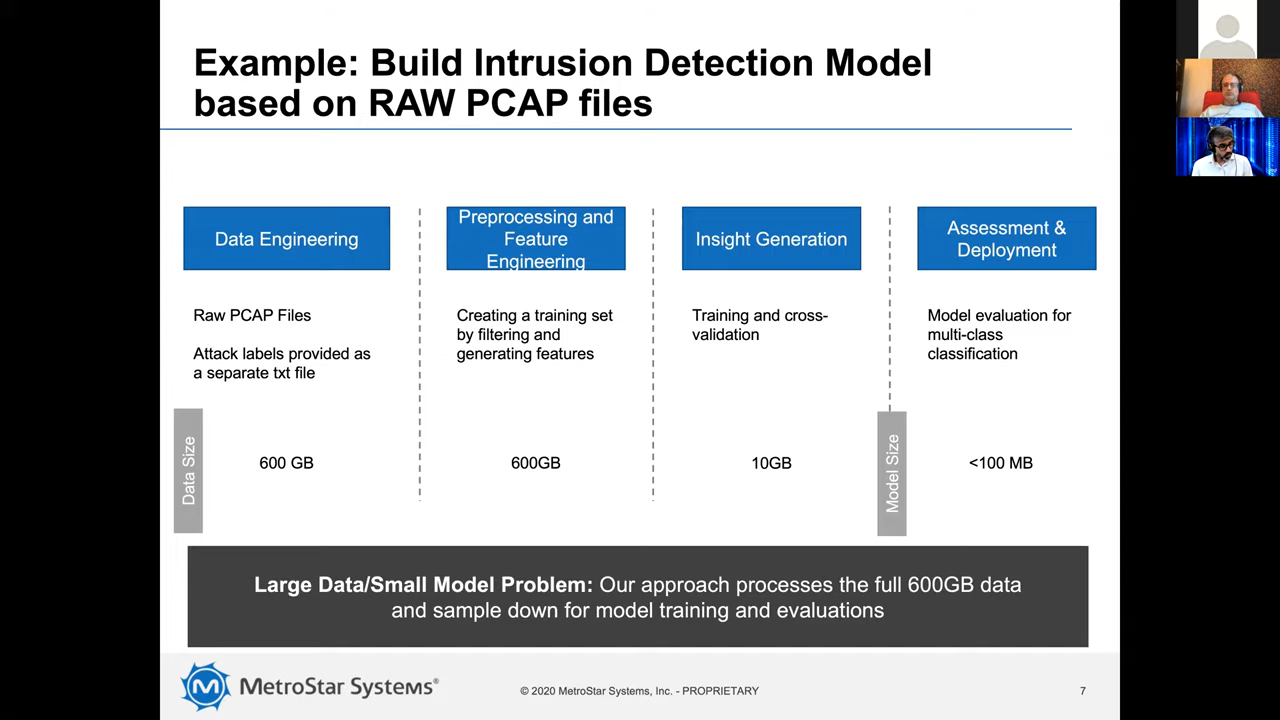 Example: Build Intrusion Detection Model
based on RAW PCAP files
Data Engineering
Preprocessing and
Feature
Engineering
Insight Generation
Assessment &
Deployment
Raw PCAP Files
Attack labels provided as
a separate txt file
Creating a training set
by filtering and
generating features
Training and cross-
validation
Model evaluation for
multi-class
classification
Data Size
600 GB
600GB
10GB
Model Size
<100 MB
Large Data/Small Model Problem: Our approach processes the full 600GB data
and sample down for model training and evaluations
M MetroStar Systems®
© 2020 MetroStar Systems, Inc. - PROPRIETARY
7